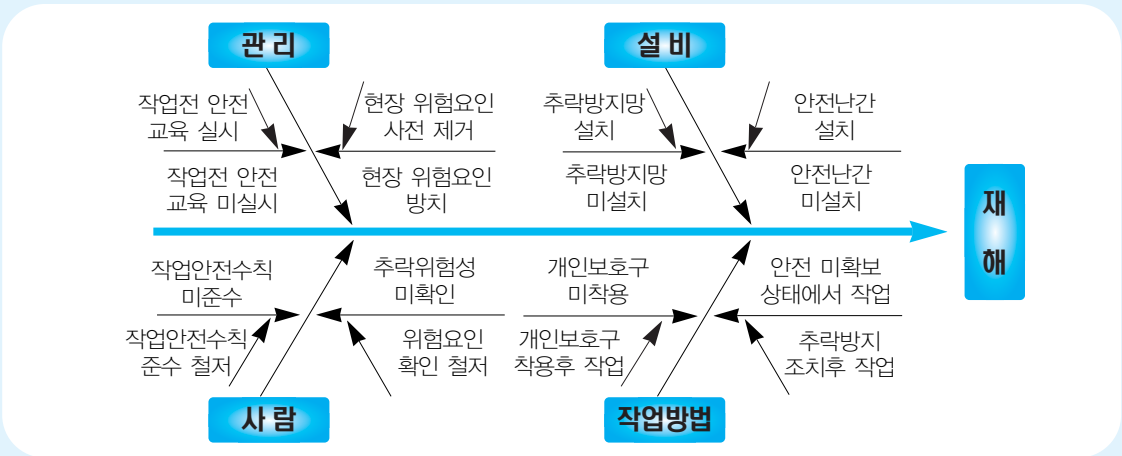 관 리
설 비
작업전 안전
교육 실시
현장 위험요인
사전 제거
추락방지망
설치
안전난간
설치
작업전 안전
교육 미실시
현장 위험요인
방치
추락방지망
미설치
안전난간
미설치
재
해
작업안전수칙
미준수
추락위험성
미확인
개인보호구
미착용
안전 미확보
상태에서 작업
작업안전수칙
준수 철저
위험요인
확인 철저
개인보호구
착용후 작업
추락방지
조치후 작업
사 람
작업방법